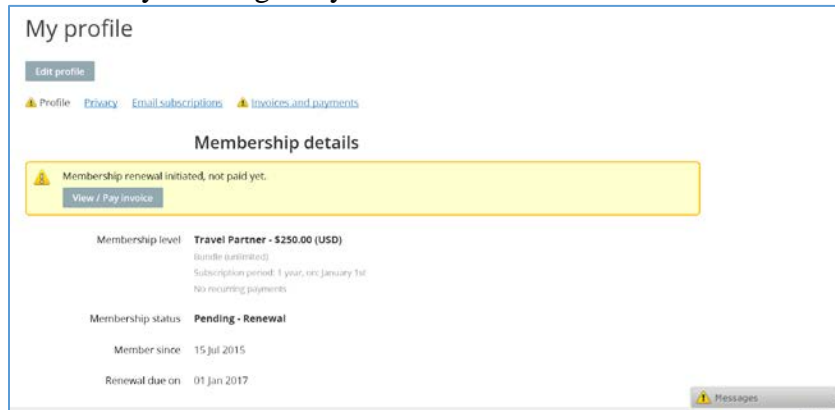 My profile
Edit profile
Profile Privacy Email subscriptions Invoices and payments
Membership details
Membership renewal initiated, not paid yet.
View / Pay invoice
Membership level Travel Partner - $250.00 (USD)
Bundle (unlimited)
Subscription period: 1 year, on: January 1st
No recurring payments
Membership status Pending - Renewal
Member since 15 Jul 2015
Renewal due on 01 Jan 2017
Messages